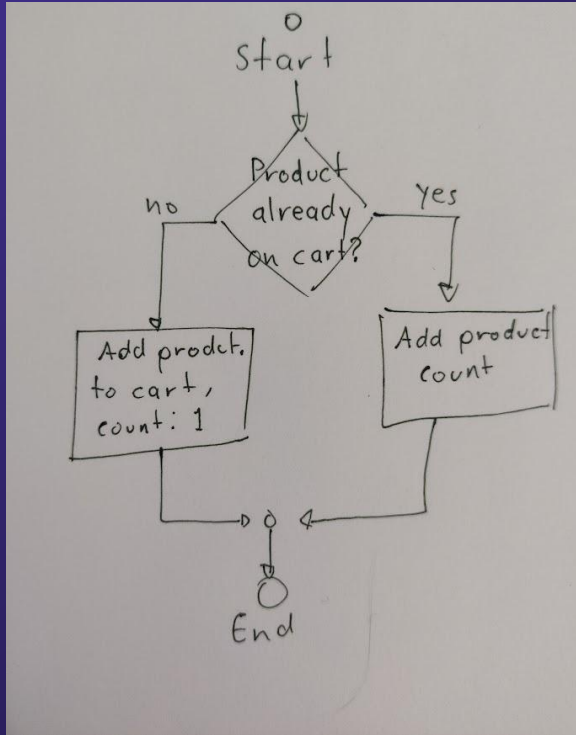 Start
Product
already
on cart?
no
yes
Add prodct.
to cart,
count: 1
Add product
count
End